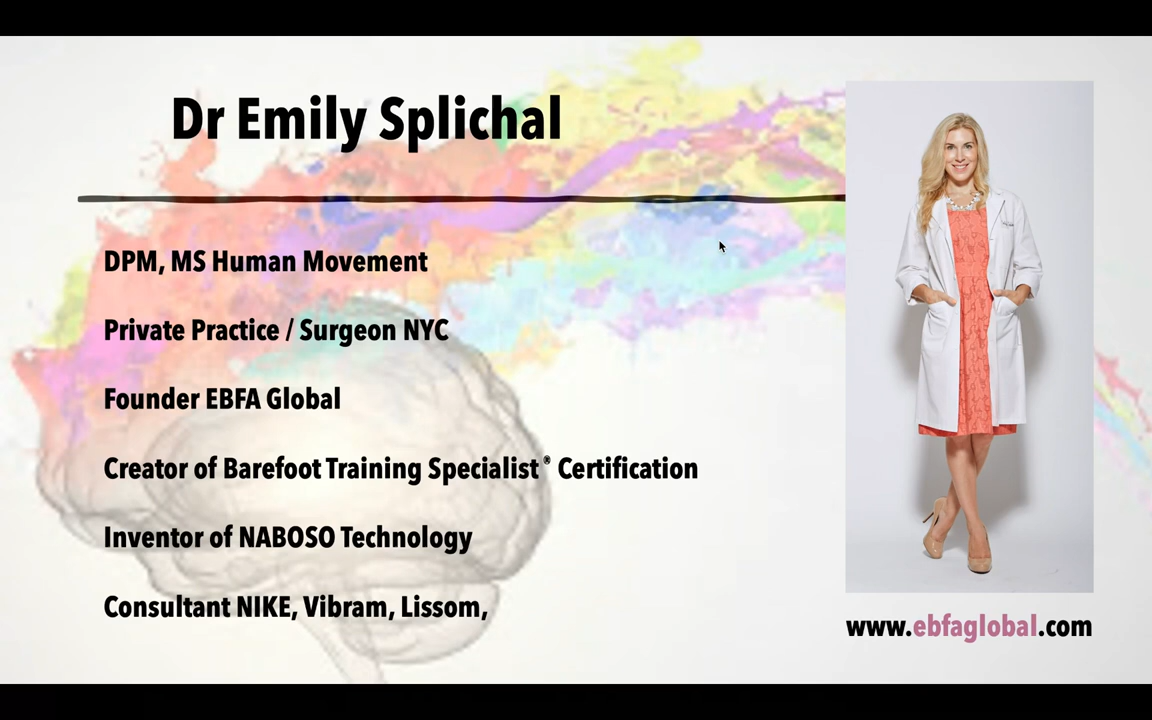 Dr Emily Splichal
DPM, MS Human Movement
Private Practice / Surgeon NYC
Founder EBFA Global
Creator of Barefoot Training Specialist® Certification
Inventor of NABOSO Technology
Consultant NIKE, Vibram, Lissom,
www.ebfaglobal.com